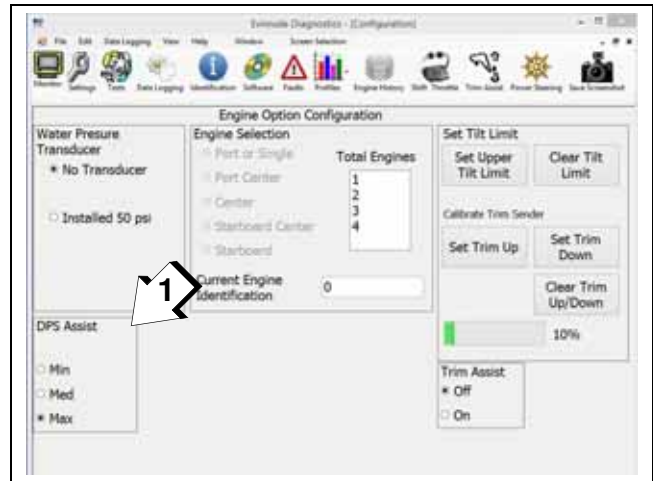 Evinrude Diagnostics - [Configuration]
File Edit Data Logging View Help Window Screen Selection
Monitor Settings Tests Data Logging Identification Software Faults Profiles Engine History Shift Throttle Trim Assist Power Steering Save Screenshot
Engine Option Configuration
Water Presure
Transducer
No Transducer
Installed 50 psi
Engine Selection
Port or Single
Port Center
Center
Starboard Center
Starboard
Total Engines
1
2
3
4
Current Engine
Identification
0
Set Tilt Limit
Set Upper
Tilt Limit
Clear Tilt
Limit
Calibrate Trim Sender
Set Trim Up
Set Trim
Down
Clear Trim
Up/Down
10%
1
DPS Assist
Min
Med
Max
Trim Assist
Off
On